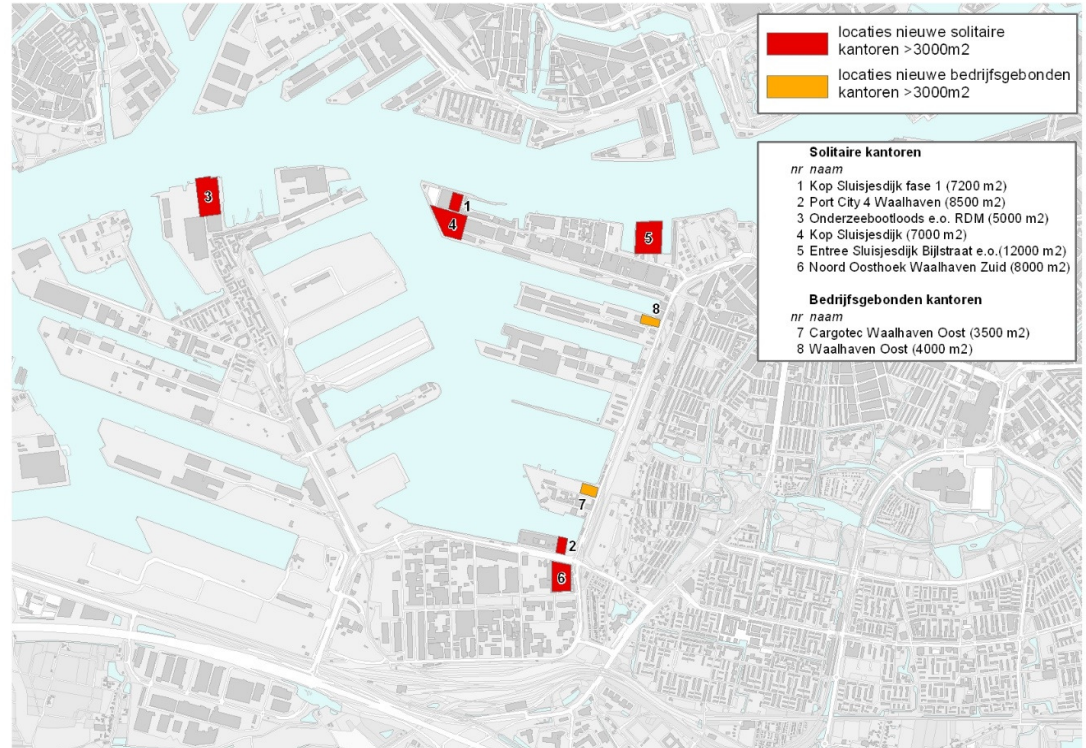 locaties nieuwe solitaire
kantoren >3000m2
locaties nieuwe bedrijfsgebonden
kantoren >3000m2
Solitaire kantoren
nr naam
1 Kop Sluisjesdijk fase 1 (7200 m2)
2 Port City 4 Waalhaven (8500 m2)
3 Onderzeebootloods e.o. RDM (5000 m2)
4 Kop Sluisjesdijk (7000 m2)
5 Entree Sluisjesdijk Bijlstraat e.o.(12000 m2)
6 Noord Oosthoek Waalhaven Zuid (8000 m2)
Bedrijfsgebonden kantoren
nr naam
7 Cargotec Waalhaven Oost (3500 m2)
8 Waalhaven Oost (4000 m2)
3
1
4
5
8
7
2
6